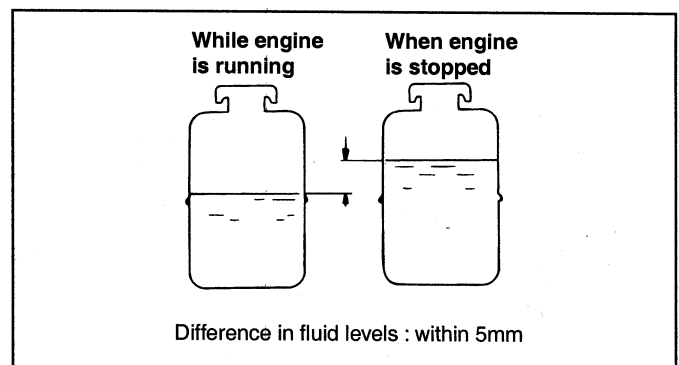 While engine
is running
When engine
is stopped
Difference in fluid levels : within 5mm